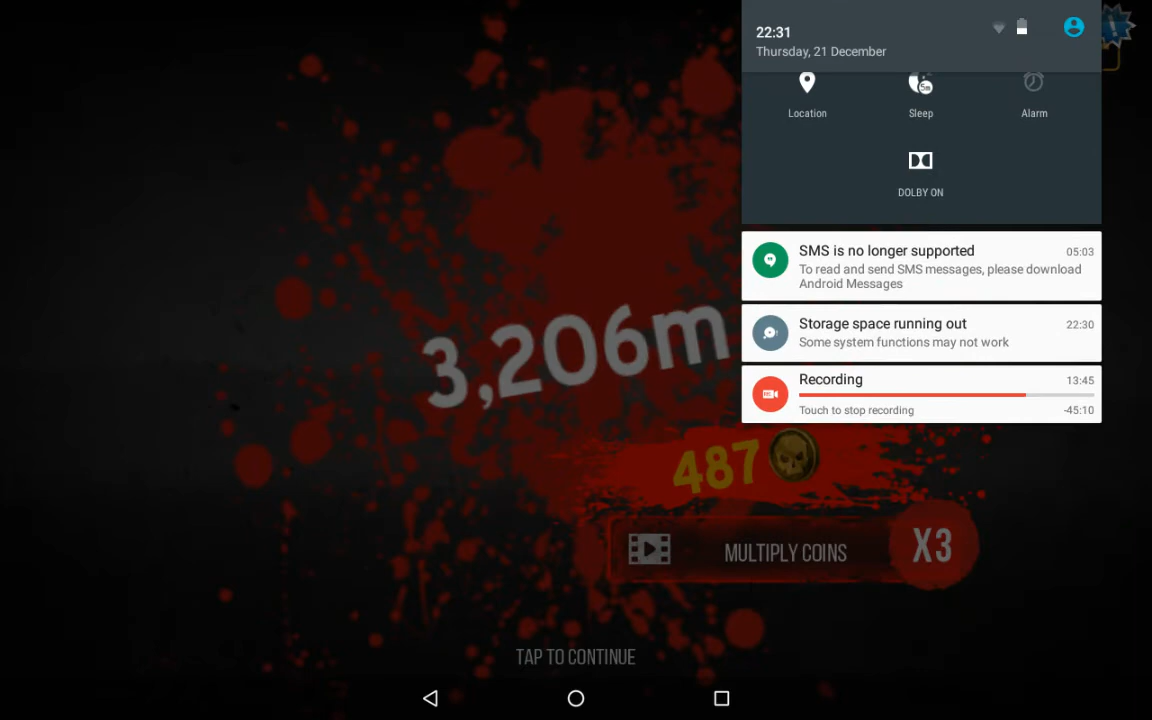 22:31
Thursday, 21 December
Location
Sleep
Alarm
DOLBY ON
SMS is no longer supported 05:03
To read and send SMS messages, please download
Android Messages
Storage space running out 22:30
Some system functions may not work
Recording 13:45
Touch to stop recording -45:10
3,206m
487
MULTIPLY COINS X3
TAP TO CONTINUE